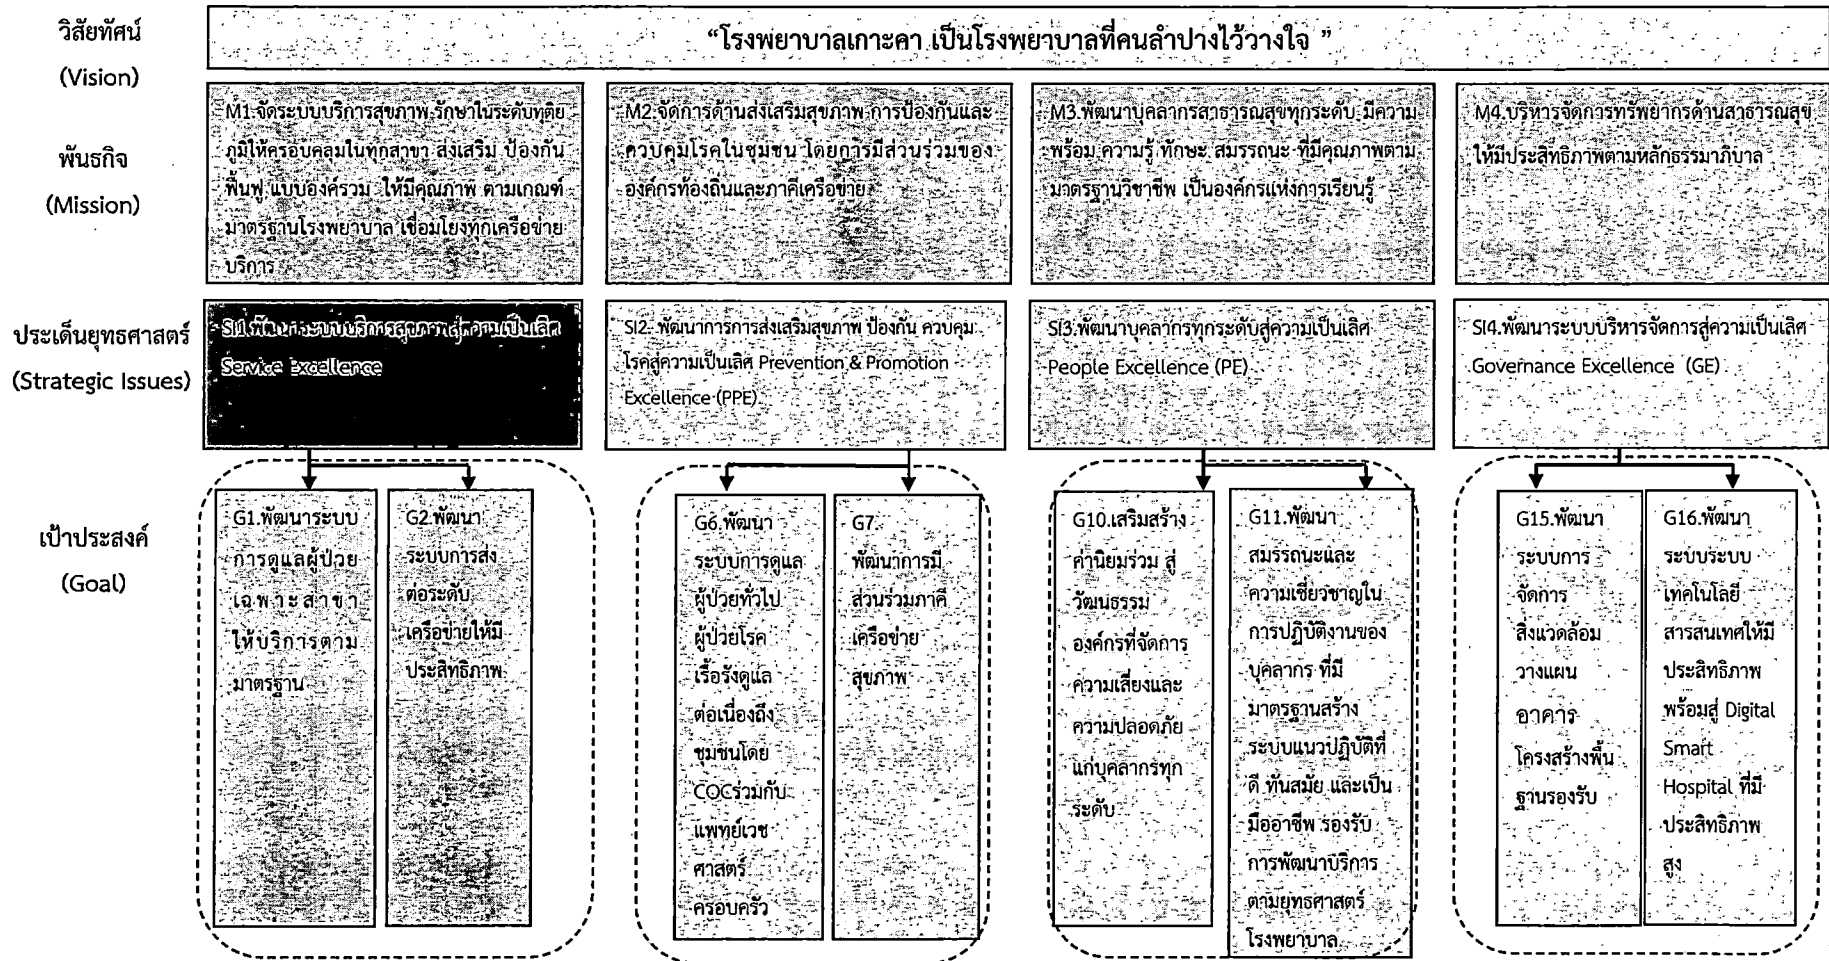 วิสัยทัศน์
(Vision)
“โรงพยาบาลเกาะคา เป็นโรงพยาบาลที่คนลำปางไว้วางใจ ”
พันธกิจ
(Mission)
M1.จัดระบบบริการสุขภาพ รักษาในระดับทุติย
ภูมิให้ครอบคลุมในทุกสาขา ส่งเสริม ป้องกัน
ฟื้นฟู แบบองค์รวม ให้มีคุณภาพ ตามเกณฑ์
มาตรฐานโรงพยาบาล เชื่อมโยงทุกเครือข่าย
บริการ
M2.จัดการด้านส่งเสริมสุขภาพ การป้องกันและ
ควบคุมโรคในชุมชน โดยการมีส่วนร่วมของ
องค์กรท้องถิ่นและภาคีเครือข่าย
M3.พัฒนาบุคลากรสาธารณสุขทุกระดับ มีความ
พร้อม ความรู้ ทักษะ สมรรถนะ ที่มีคุณภาพตาม
มาตรฐานวิชาชีพ เป็นองค์กรแห่งการเรียนรู้
M4.บริหารจัดการทรัพยากรด้านสาธารณสุข
ให้มีประสิทธิภาพตามหลักธรรมาภิบาล
ประเด็นยุทธศาสตร์
(Strategic Issues)
SI1.พัฒนาระบบบริการสุขภาพสู่ความเป็นเลิศ
Service Excellence
SI2. พัฒนาการการส่งเสริมสุขภาพ ป้องกัน ควบคุม
โรคสู่ความเป็นเลิศ Prevention & Promotion
Excellence (PPE)
SI3.พัฒนาบุคลากรทุกระดับสู่ความเป็นเลิศ
People Excellence (PE)
SI4.พัฒนาระบบบริหารจัดการสู่ความเป็นเลิศ
Governance Excellence (GE)
เป้าประสงค์
(Goal)
G1.พัฒนาระบบ
การดูแลผู้ป่วย
เฉพาะสาขา
ให้บริการตาม
มาตรฐาน
G2.พัฒนา
ระบบการส่ง
ต่อระดับ
เครือข่ายให้มี
ประสิทธิภาพ
G6.พัฒนา
ระบบการดูแล
ผู้ป่วยทั่วไป
ผู้ป่วยโรค
เรื้อรังดูแล
ต่อเนื่องถึง
ชุมชนโดย
COCร่วมกับ
แพทย์เวช
ศาสตร์
ครอบครัว
G7.
พัฒนาการมี
ส่วนร่วมภาคี
เครือข่าย
สุขภาพ
G10.เสริมสร้าง
ค่านิยมร่วม สู่
วัฒนธรรม
องค์กรที่จัดการ
ความเสี่ยงและ
ความปลอดภัย
แก่บุคลากรทุก
ระดับ
G11.พัฒนา
สมรรถนะและ
ความเชี่ยวชาญใน
การปฏิบัติงานของ
บุคลากร ที่มี
มาตรฐานสร้าง
ระบบแนวปฏิบัติที่
ดี ทันสมัย และเป็น
มืออาชีพ รองรับ
การพัฒนาบริการ
ตามยุทธศาสตร์
โรงพยาบาล
G15.พัฒนา
ระบบการ
จัดการ
สิ่งแวดล้อม
วางแผน
อาคาร
โครงสร้างพื้น
ฐานรองรับ
G16.พัฒนา
ระบบระบบ
เทคโนโลยี
สารสนเทศให้มี
ประสิทธิภาพ
พร้อมสู่ Digital
Smart
Hospital ที่มี
ประสิทธิภาพ
สูง